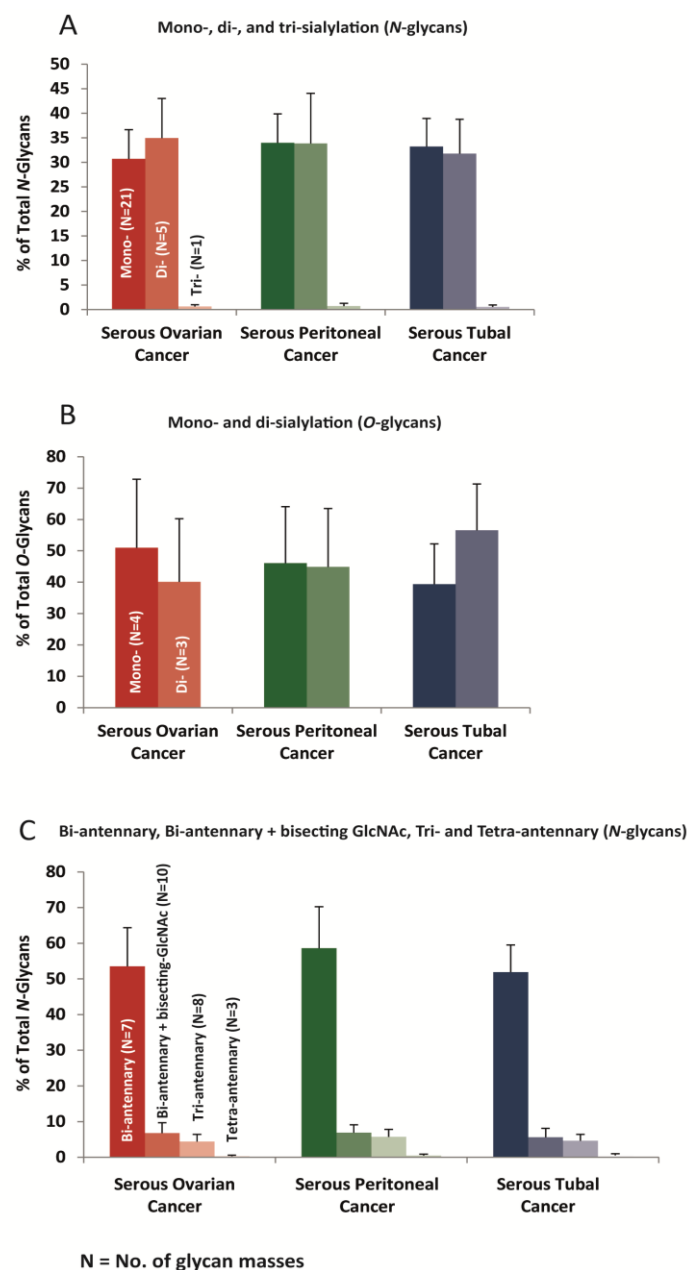 A
Mono-, di-, and tri-sialylation (N-glycans)
% of Total N-Glycans
50
45
40
35
30
25
20
15
10
5
0
Mono- (N=21)
Di- (N=5)
Tri- (N=1)
Serous Ovarian
Cancer
Serous Peritoneal
Cancer
Serous Tubal
Cancer
B
Mono- and di-sialylation (O-glycans)
% of Total O-Glycans
80
70
60
50
40
30
20
10
0
Mono- (N=4)
Di- (N=3)
Serous Ovarian
Cancer
Serous Peritoneal
Cancer
Serous Tubal
Cancer
C
Bi-antennary, Bi-antennary + bisecting GlcNAc, Tri- and Tetra-antennary (N-glycans)
% of Total N-Glycans
80
70
60
50
40
30
20
10
0
Bi-antennary (N=7)
Bi-antennary + bisecting-GlcNAc (N=10)
Tri-antennary (N=8)
Tetra-antennary (N=3)
Serous Ovarian
Cancer
Serous Peritoneal
Cancer
Serous Tubal
Cancer
N = No. of glycan masses